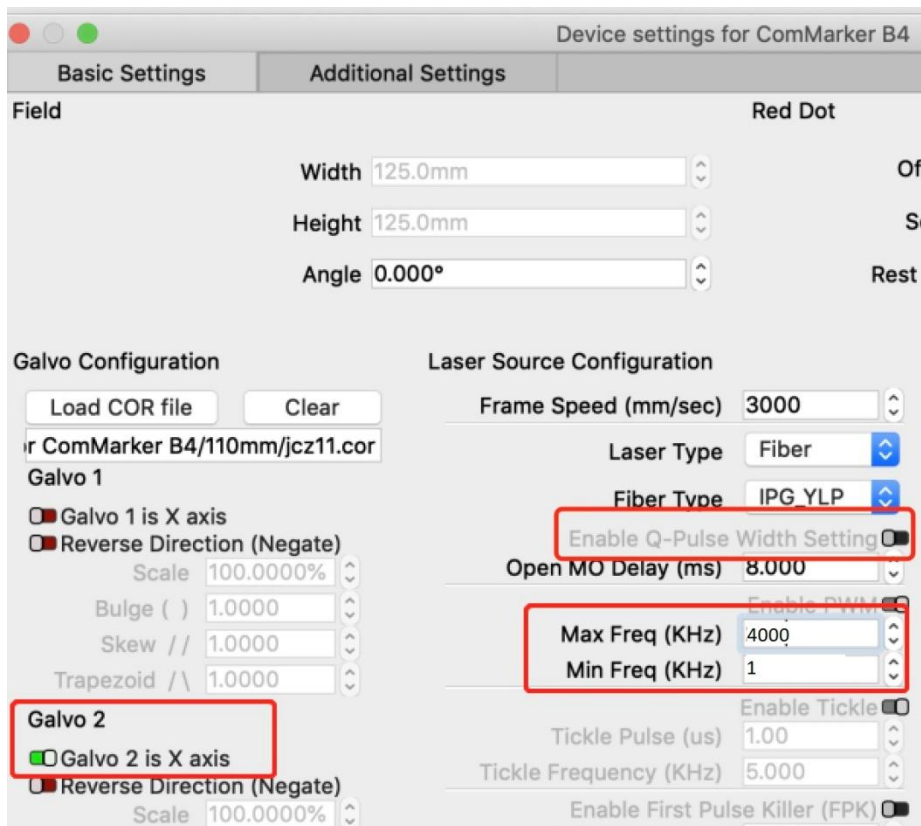 Device settings for ComMarker B4
Basic Settings
Additional Settings
Field
Red Dot
Width 125.0mm
Height 125.0mm
Angle 0.000°
Rest
Galvo Configuration
Load COR file
Clear
ComMarker B4/110mm/jcz11.cor
Galvo 1
Galvo 1 is X axis
Reverse Direction (Negate)
Scale 100.0000%
Bulge ( ) 1.0000
Skew // 1.0000
Trapezoid /\ 1.0000
Galvo 2
Galvo 2 is X axis
Reverse Direction (Negate)
Scale 100.0000%
Laser Source Configuration
Frame Speed (mm/sec) 3000
Laser Type Fiber
Fiber Type IPG_YLP
Enable Q-Pulse Width Setting
Open MO Delay (ms) 8.000
Enable PWM
Max Freq (KHz) 4000
Min Freq (KHz) 1
Enable Tickle
Tickle Pulse (us) 1.00
Tickle Frequency (KHz) 5.000
Enable First Pulse Killer (FPK)